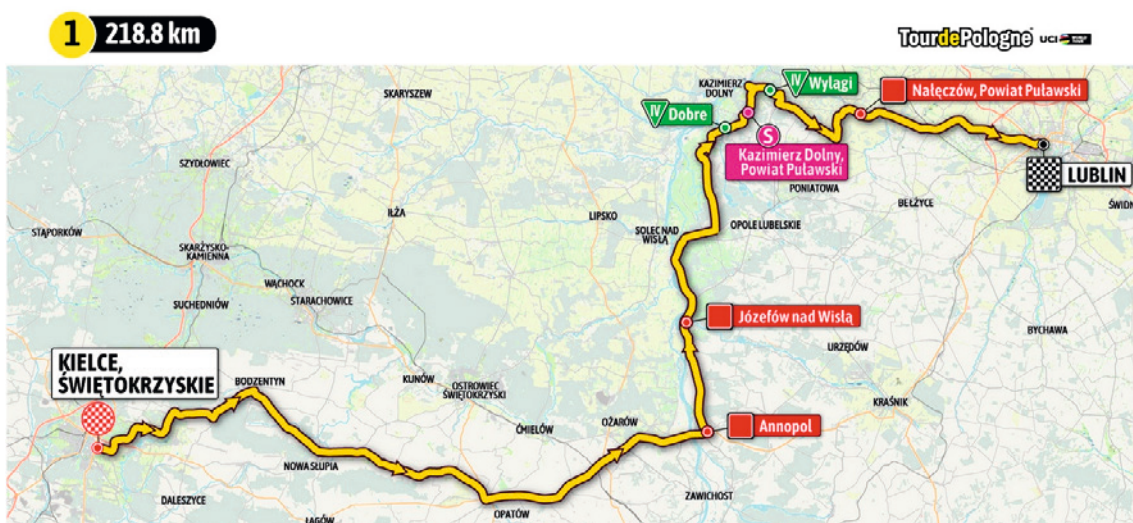 1 218.8 km
TourdePologne UCI WORLD TOUR
KAZIMIERZ
DOLNY
IV Wylągi
SKARYSZEW
Nałęczów, Powiat Puławski
IV Dobre
S
Kazimierz Dolny,
Powiat Puławski
SZYDŁOWIEC
LUBLIN
PONIATOWA
BEŁŻYCE
ŚWIDN
IŁŻA
LIPSKO
STĄPORKÓW
SOLEC NAD
WISŁĄ
OPOLE LUBELSKIE
SKARŻYSKO-
KAMIENNA
WĄCHOCK
SUCHEDNIÓW
STARACHOWICE
Józefów nad Wisłą
BYCHAWA
URZĘDÓW
KIELCE,
ŚWIĘTOKRZYSKIE
BODZENTYN
KUNÓW
OSTROWIEC
ŚWIĘTOKRZYSKI
KRAŚNIK
ĆMIELÓW
OŻARÓW
Annopol
NOWA SŁUPIA
DALESZYCE
ZAWICHOST
ŁAGÓW
OPATÓW